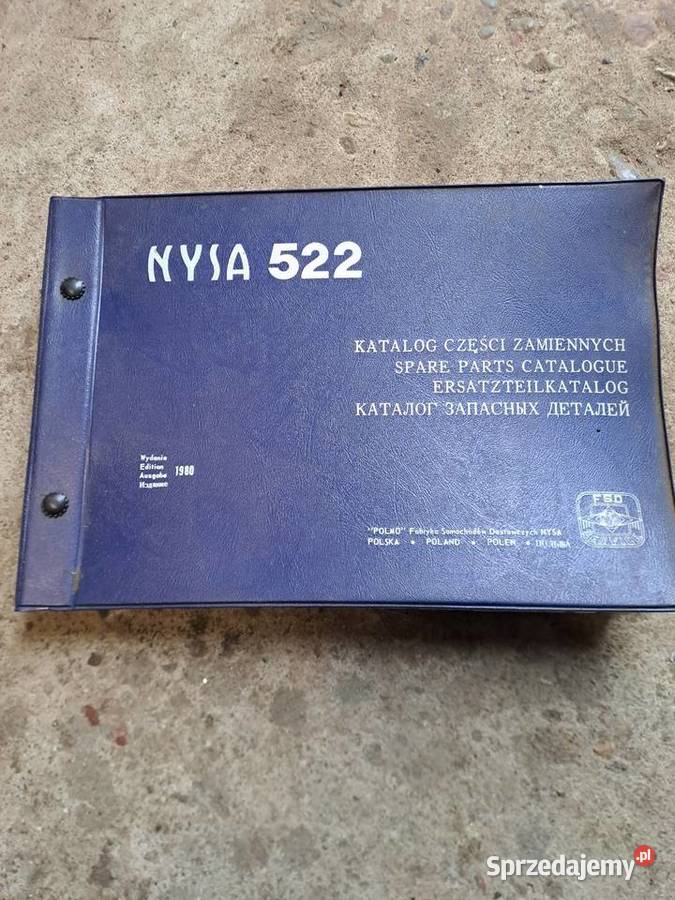 NYSA 522
KATALOG CZĘŚCI ZAMIENNYCH
SPARE PARTS CATALOGUE
ERSATZTEILKATALOG
КАТАЛОГ ЗАПАСНЫХ ДЕТАЛЕЙ
Wydanie
Edition
Ausgabe
Издание
1980
FSD
"POLMO" Fabryka Samochodów Dostawczych NYSA
POLSKA * POLAND * POLEN *
Sprzedajemy.pl